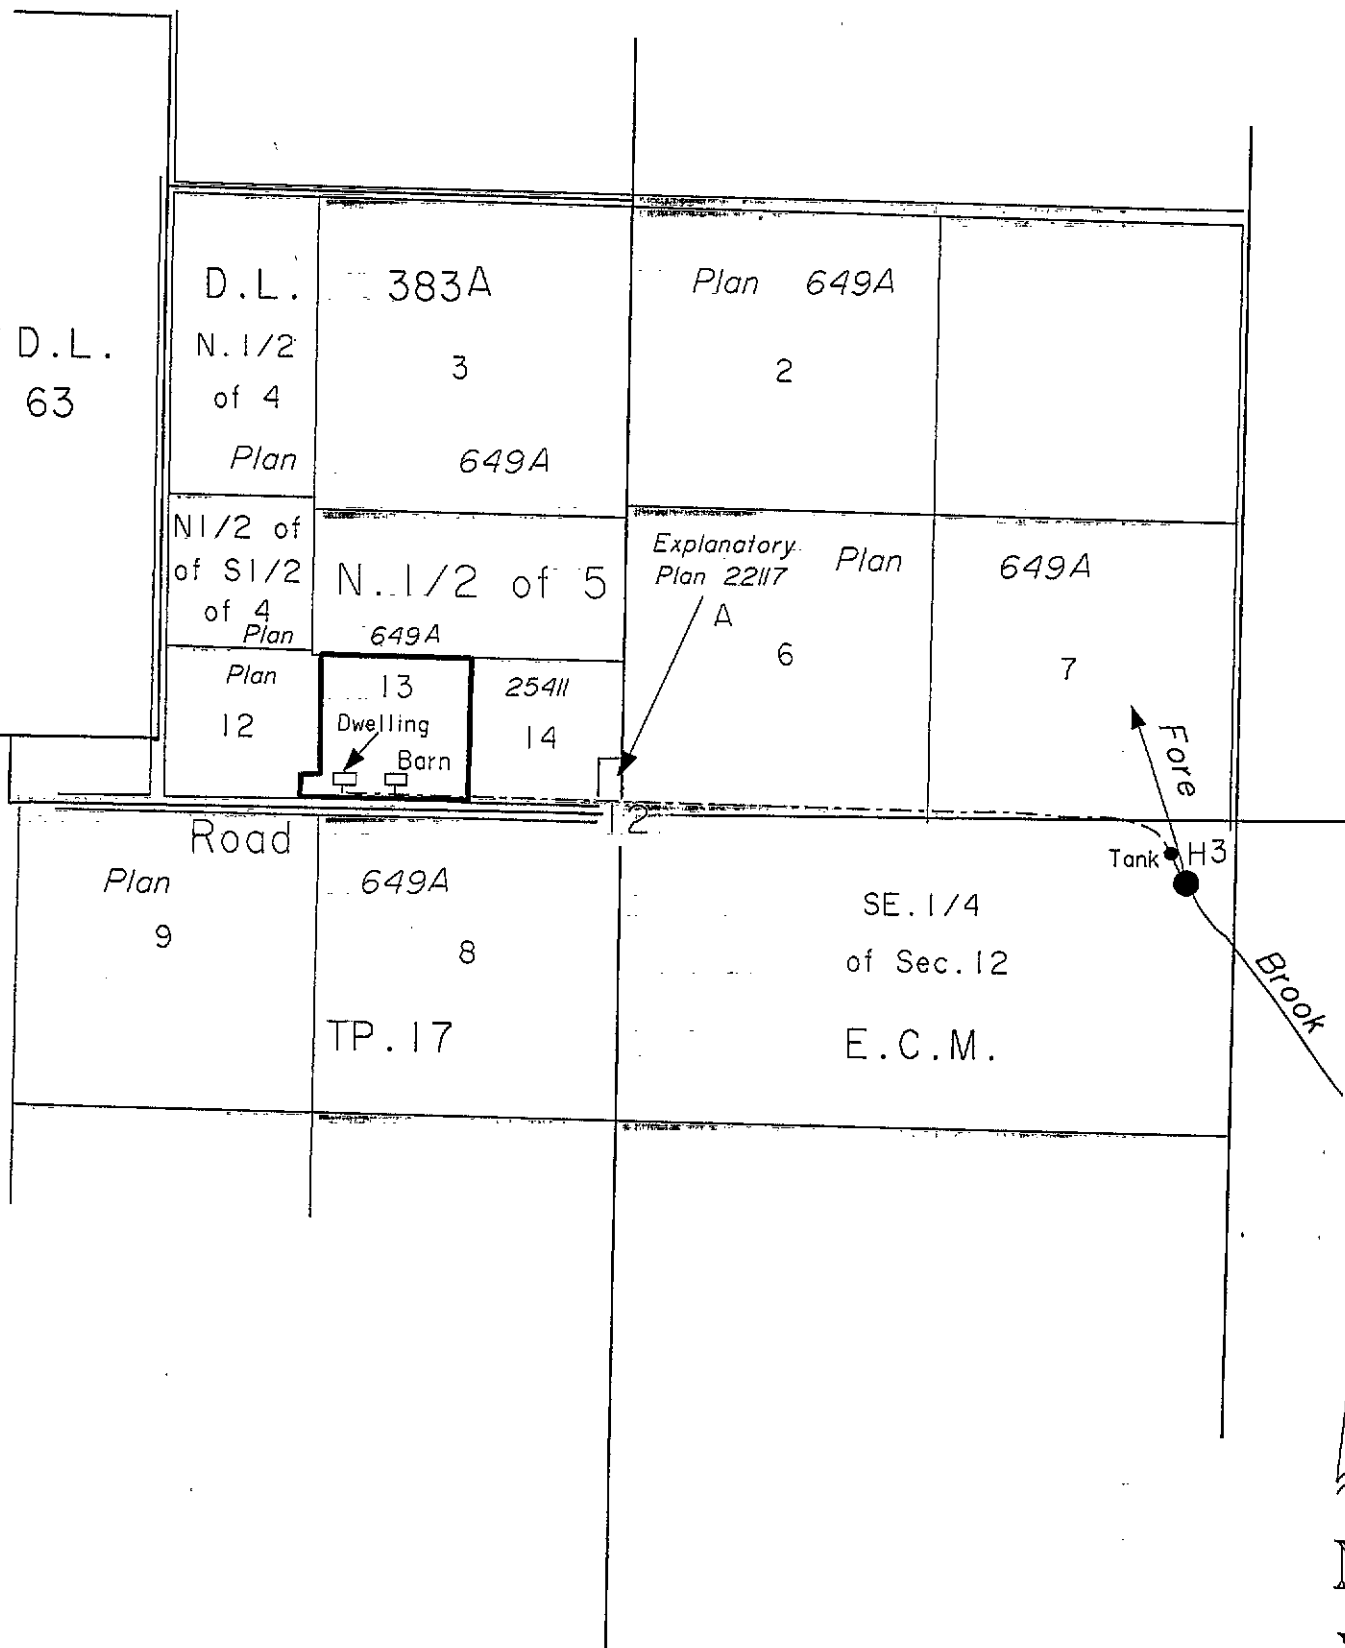 D.L.
63
D.L. 383A
N. 1/2
of 4
3
Plan 649A
Plan 649A
2
N1/2 of
of S1/2
of 4
Plan 649A
N. 1/2 of 5
Explanatory
Plan 22117
A
Plan 649A
6
7
Plan 25411
12
13
14
Dwelling
Barn
Fore
Brook
Road
12
Tank
H3
Plan 649A
9
8
TP. 17
SE. 1/4
of Sec. 12
E.C.M.